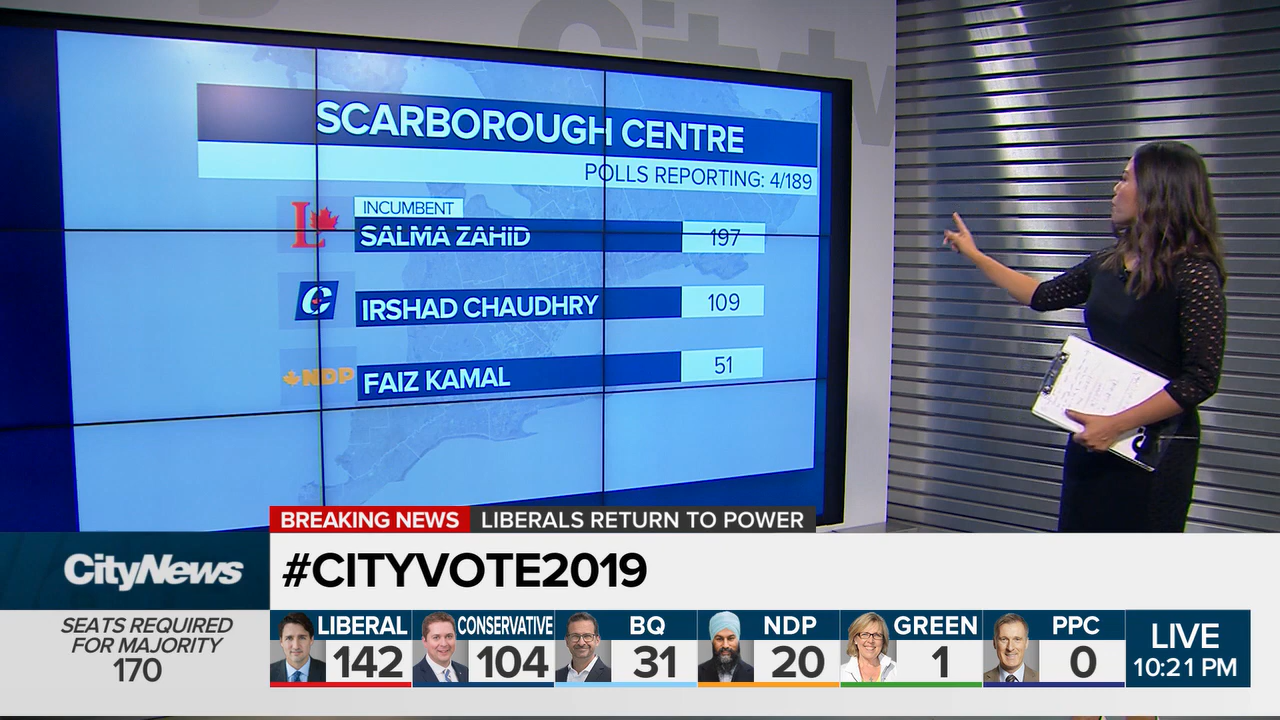 Citytv
SCARBOROUGH CENTRE
POLLS REPORTING: 4/189
INCUMBENT
L SALMA ZAHID 197
C IRSHAD CHAUDHRY 109
NDP FAIZ KAMAL 51
BREAKING NEWS LIBERALS RETURN TO POWER
CityNews
#CITYVOTE2019
SEATS REQUIRED
FOR MAJORITY
170
LIBERAL
142
CONSERVATIVE
104
BQ
31
NDP
20
GREEN
1
PPC
0
LIVE
10:21 PM